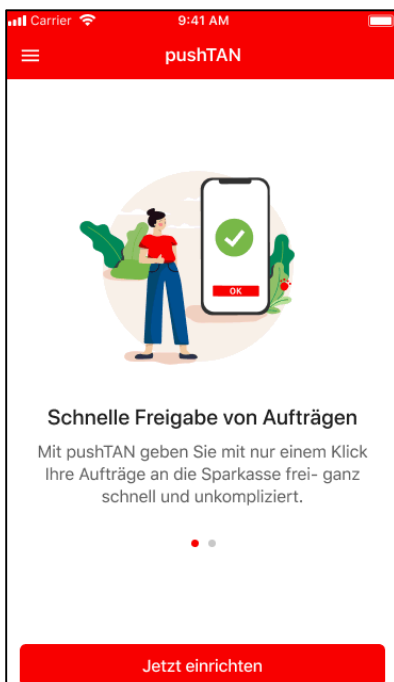 Carrier 9:41 AM
pushTAN
OK
Schnelle Freigabe von Aufträgen
Mit pushTAN geben Sie mit nur einem Klick
Ihre Aufträge an die Sparkasse frei- ganz
schnell und unkompliziert.
Jetzt einrichten